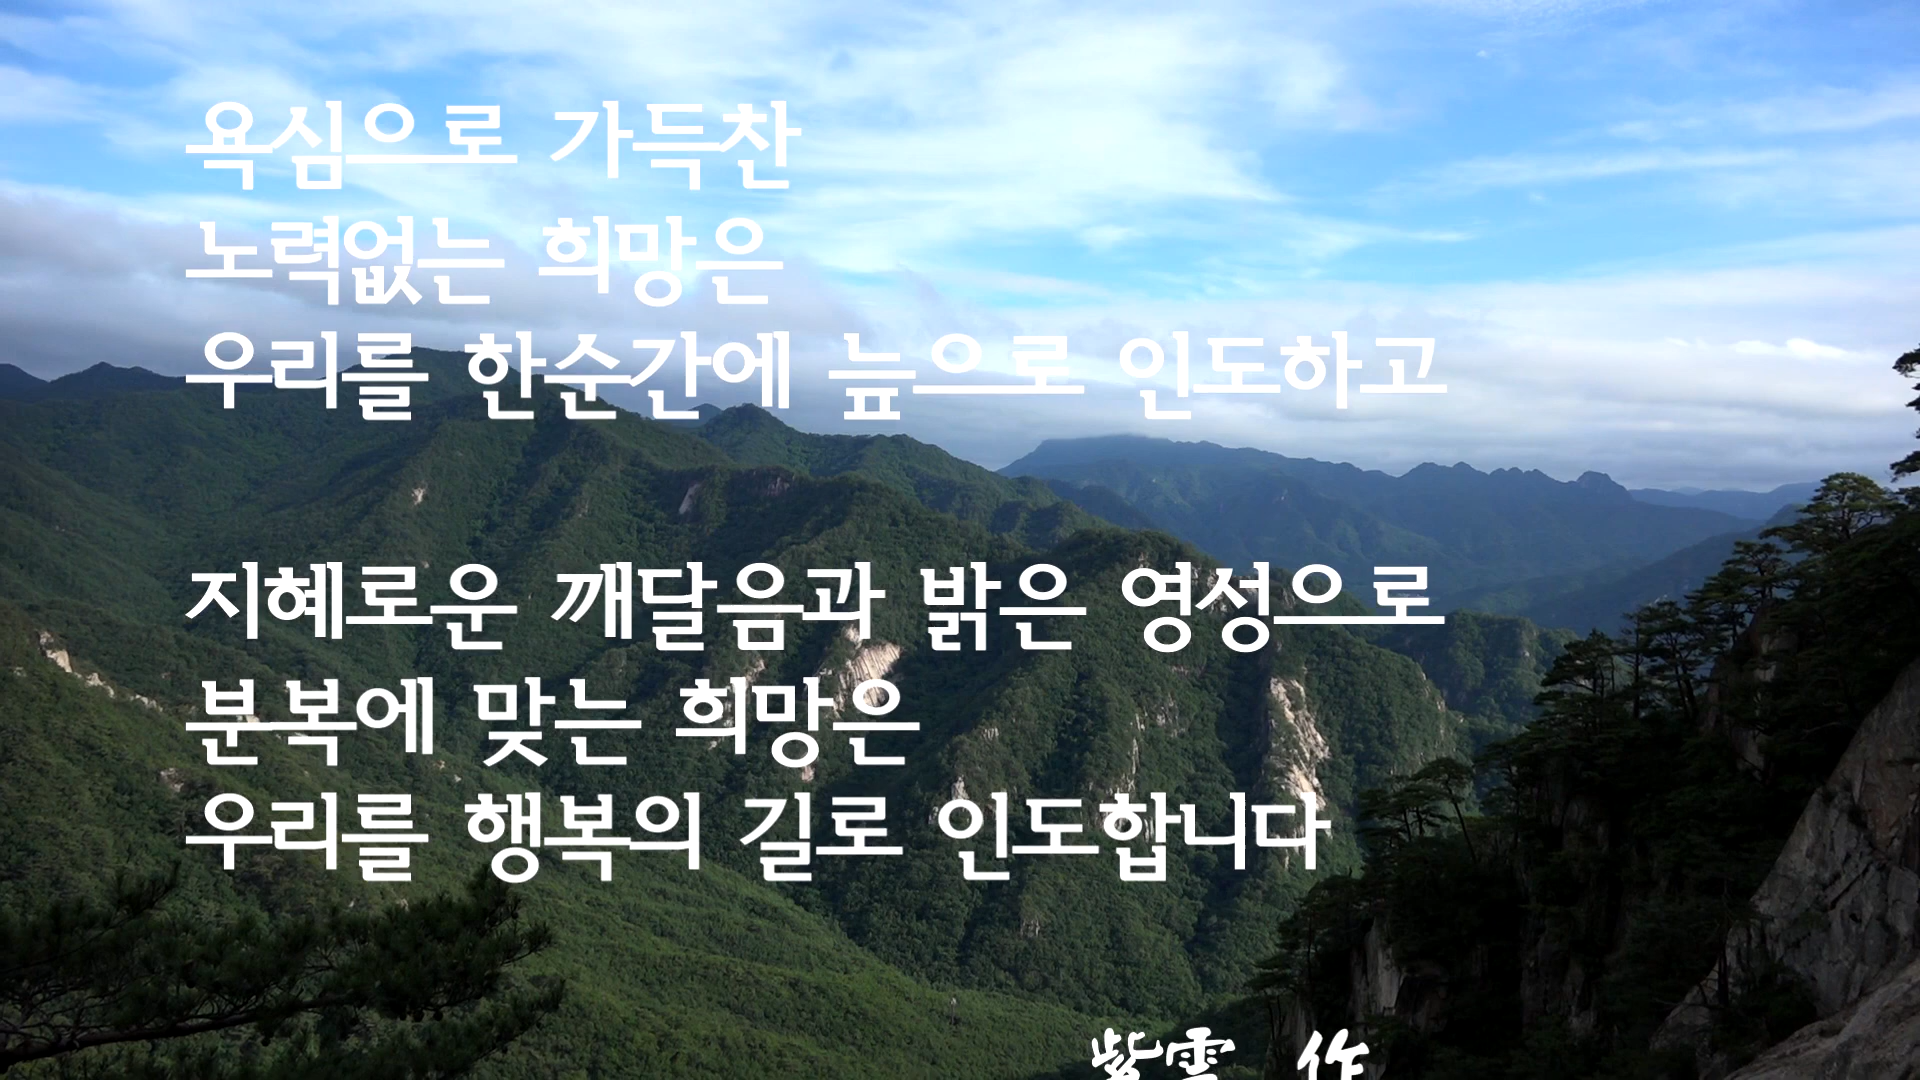 욕심으로 가득찬
노력없는 희망은
우리를 한순간에 늪으로 인도하고
지혜로운 깨달음과 밝은 영성으로
분복에 맞는 희망은
우리를 행복의 길로 인도합니다
紫雲 作